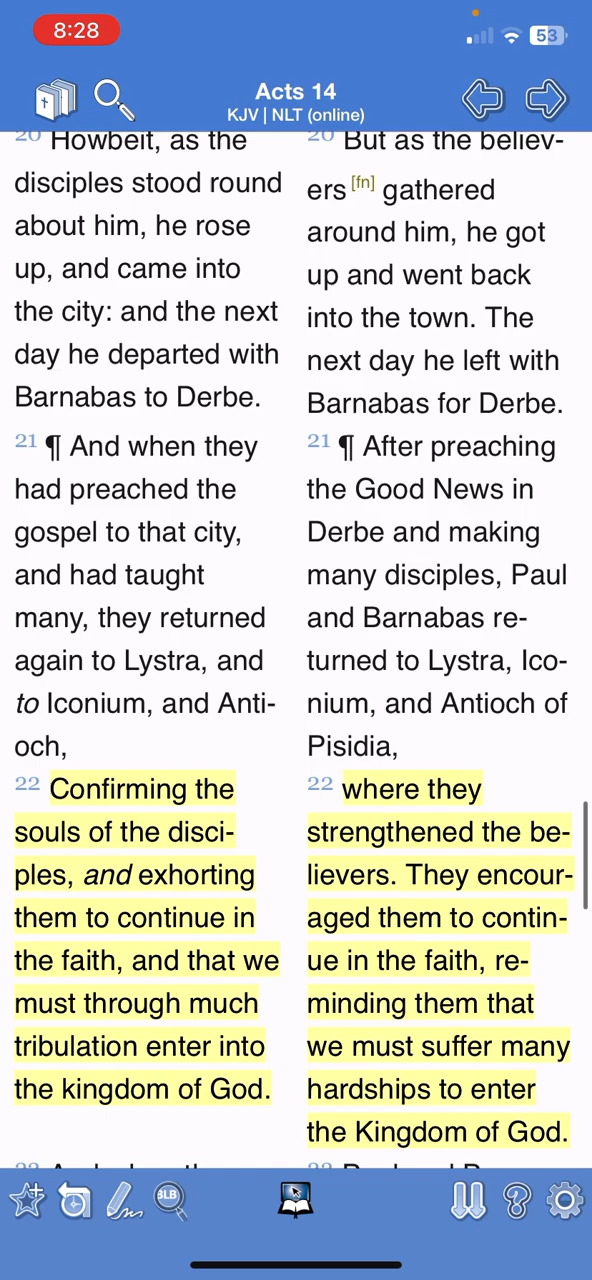 8:28
53
Acts 14
KJV | NLT (online)
20 Howbeit, as the
disciples stood round
about him, he rose
up, and came into
the city: and the next
day he departed with
Barnabas to Derbe.
21 ¶ And when they
had preached the
gospel to that city,
and had taught
many, they returned
again to Lystra, and
to Iconium, and Anti-
och,
22 Confirming the
souls of the disci-
ples, and exhorting
them to continue in
the faith, and that we
must through much
tribulation enter into
the kingdom of God.
20 But as the believ-
ers [fn] gathered
around him, he got
up and went back
into the town. The
next day he left with
Barnabas for Derbe.
21 ¶ After preaching
the Good News in
Derbe and making
many disciples, Paul
and Barnabas re-
turned to Lystra, Ico-
nium, and Antioch of
Pisidia,
22 where they
strengthened the be-
lievers. They encour-
aged them to contin-
ue in the faith, re-
minding them that
we must suffer many
hardships to enter
the Kingdom of God.
BLB